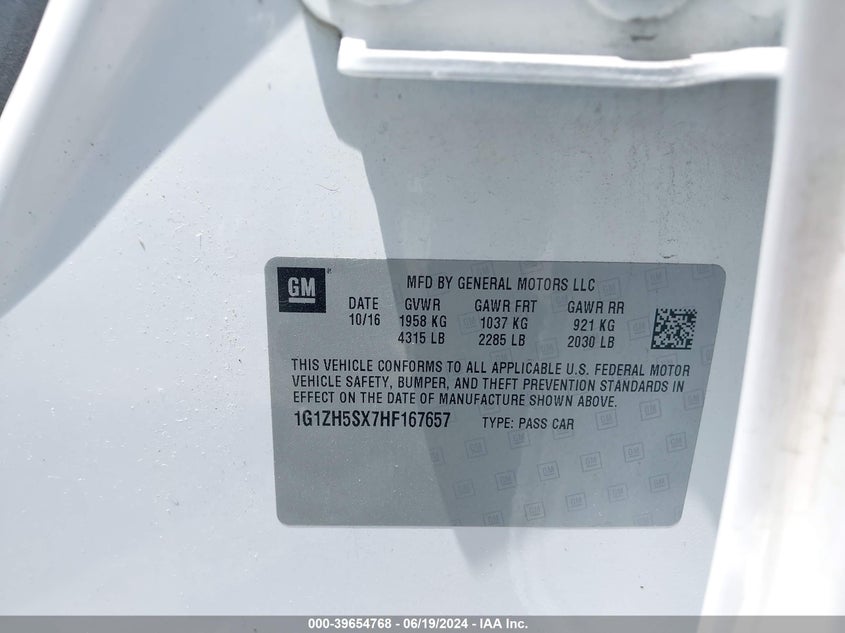 GM
MFD BY GENERAL MOTORS LLC
DATE GVWR GAWR FRT GAWR RR
10/16 1958 KG 1037 KG 921 KG
4315 LB 2285 LB 2030 LB
THIS VEHICLE CONFORMS TO ALL APPLICABLE U.S. FEDERAL MOTOR
VEHICLE SAFETY, BUMPER, AND THEFT PREVENTION STANDARDS IN
EFFECT ON THE DATE OF MANUFACTURE SHOWN ABOVE.
1G1ZH5SX7HF167657 TYPE: PASS CAR
000-39654768 - 06/19/2024 - IAA Inc.